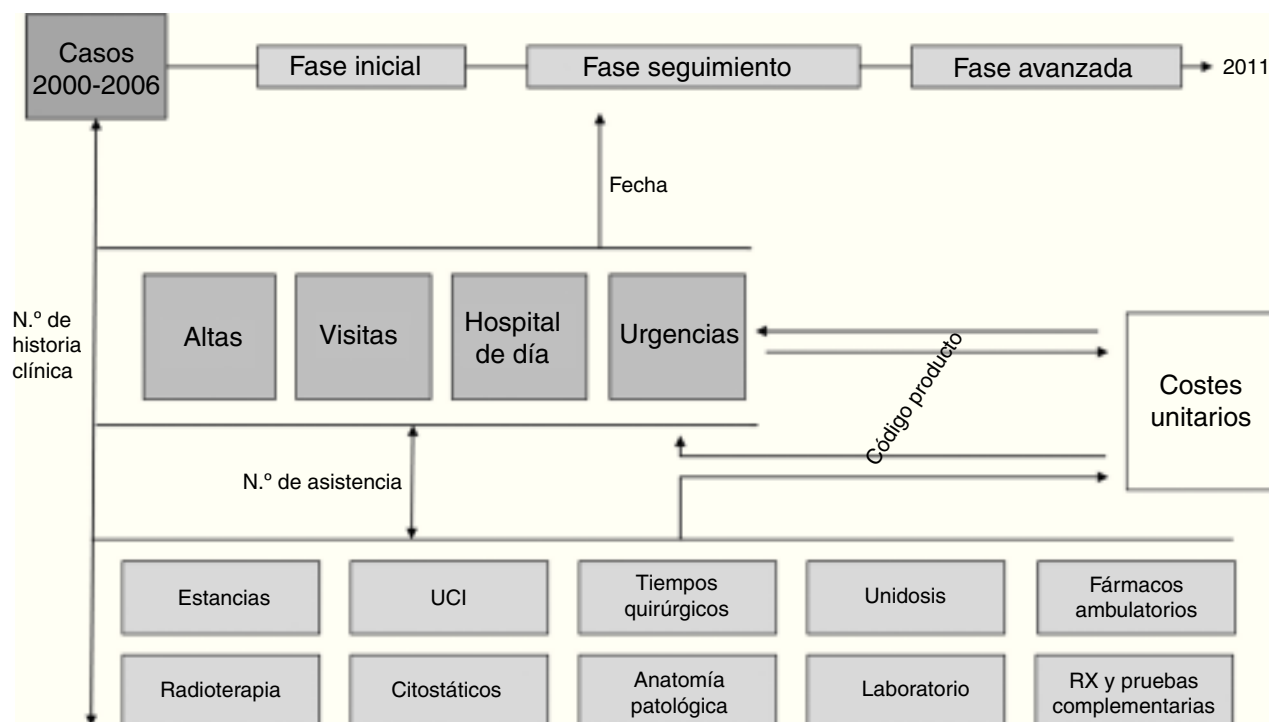 Casos
2000-2006
Fase inicial
Fase seguimiento
Fase avanzada
2011
Fecha
N.º de
historia
clínica
Altas
Visitas
Hospital
de día
Urgencias
Código producto
Costes
unitarios
N.º de asistencia
Estancias
UCI
Tiempos
quirúrgicos
Unidosis
Fármacos
ambulatorios
Radioterapia
Citostáticos
Anatomía
patológica
Laboratorio
RX y pruebas
complementarias